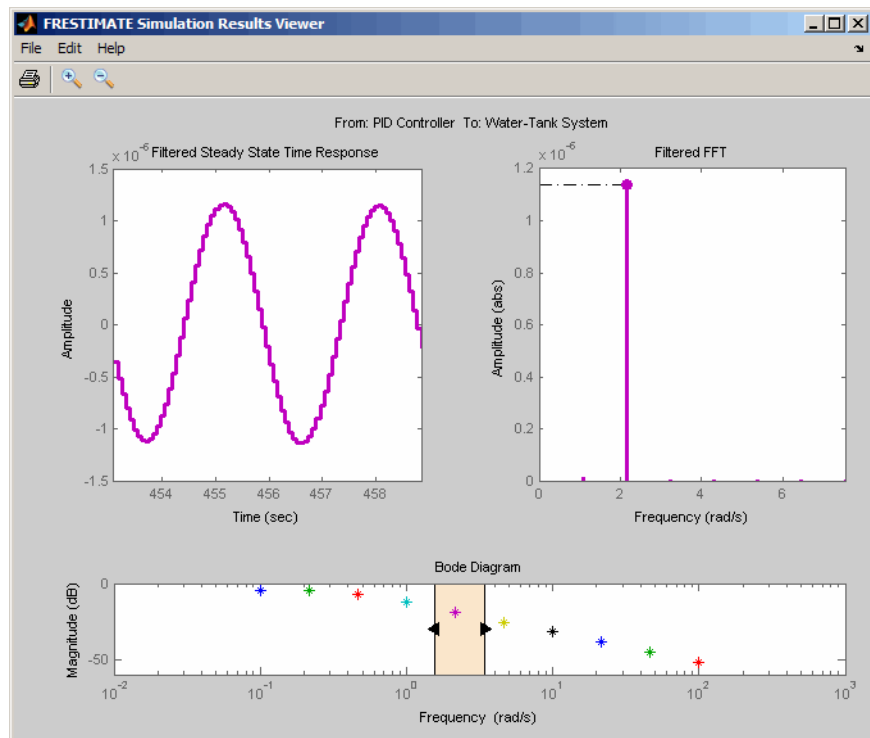 FRESTIMATE Simulation Results Viewer
File Edit Help
From: PID Controller To: Water-Tank System
x 10^-6 Filtered Steady State Time Response
1.5
1
0.5
0
-0.5
-1
-1.5
Amplitude
454 455 456 457 458
Time (sec)
x 10^-6 Filtered FFT
1.2
1
0.8
0.6
0.4
0.2
0
Amplitude (abs)
0 2 4 6
Frequency (rad/s)
Bode Diagram
0
-50
Magnitude (dB)
10^-2 10^-1 10^0 10^1 10^2 10^3
Frequency (rad/s)